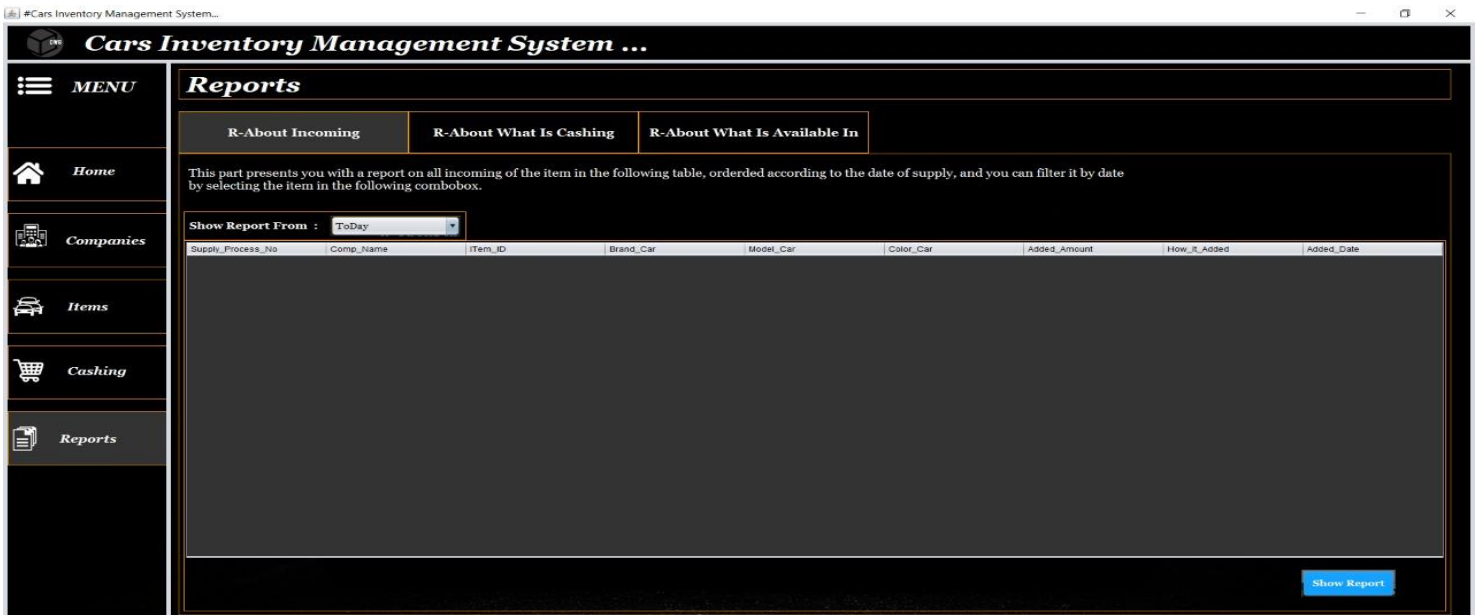 #Cars Inventory Management System...
Cars Inventory Management System ...
MENU
Reports
R-About Incoming
R-About What Is Cashing
R-About What Is Available In
Home
This part presents you with a report on all incoming of the item in the following table, orderded according to the date of supply, and you can filter it by date
by selecting the item in the following combobox.
Show Report From :
ToDay
Companies
Supply_Process_No
Comp_Name
ITem_ID
Brand_Car
Model_Car
Color_Car
Added_Amount
How_It_Added
Added_Date
Items
Cashing
Reports
Show Report